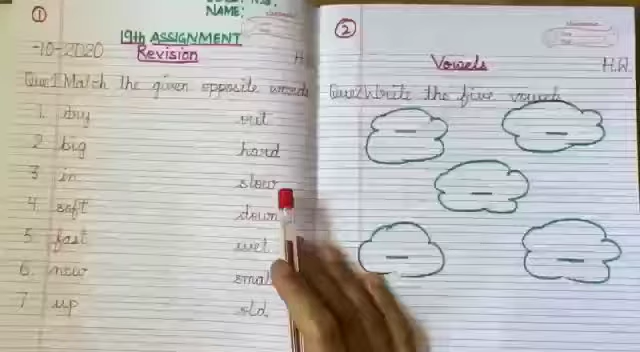 ①
NAME:
19th ASSIGNMENT
-10-2020
Revision
H
Que1 Match the given opposite words
1. dry out
2. big hard
3. in slow
4. soft down
5. fast wet
6. new smal
7. up old
②
Vowels
H.W
Que2 Write the five vowels